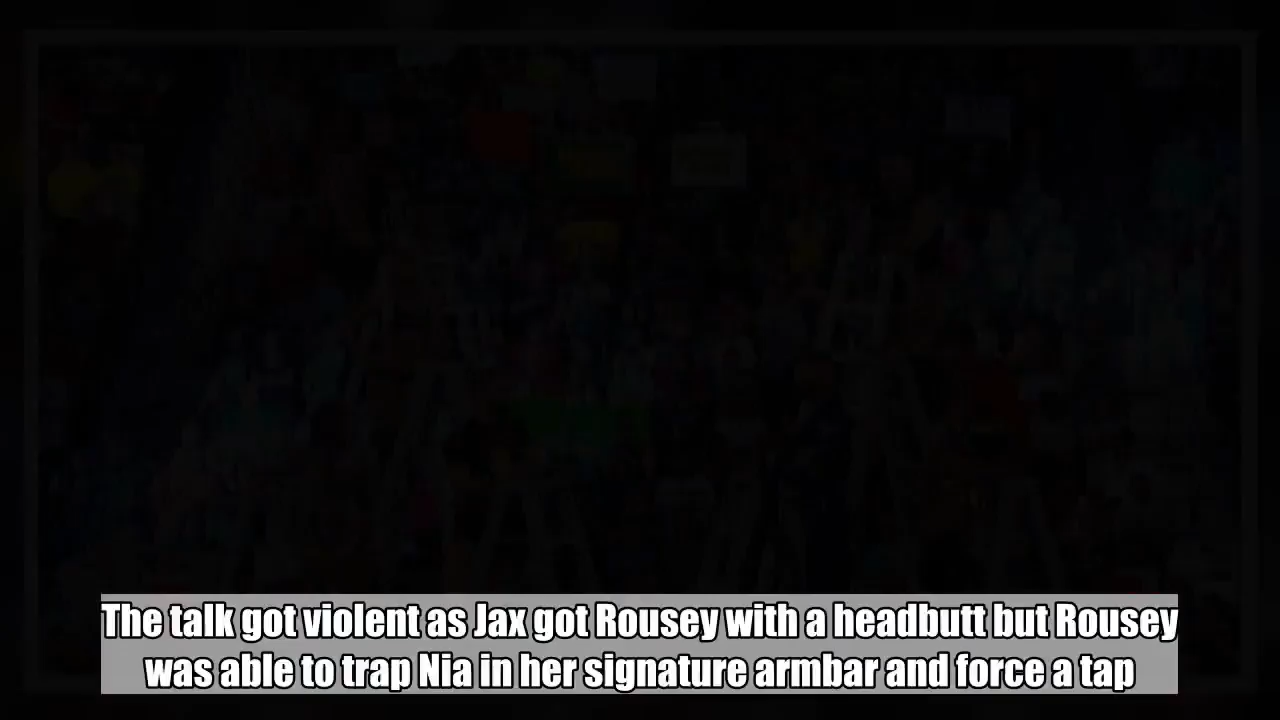 The talk got violent as Jax got Rousey with a headbutt but Rousey
was able to trap Nia in her signature armbar and force a tap